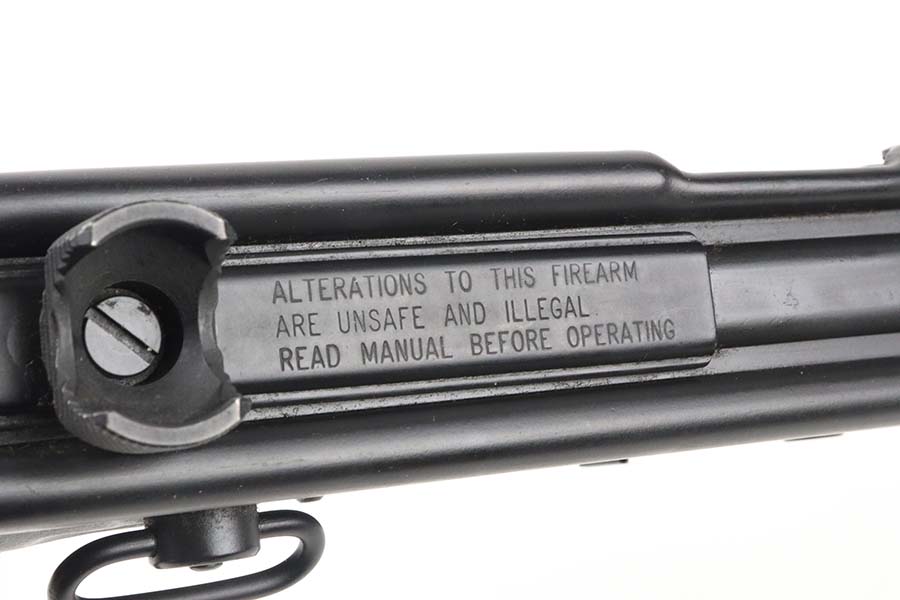 ALTERATIONS TO THIS FIREARM
ARE UNSAFE AND ILLEGAL.
READ MANUAL BEFORE OPERATING